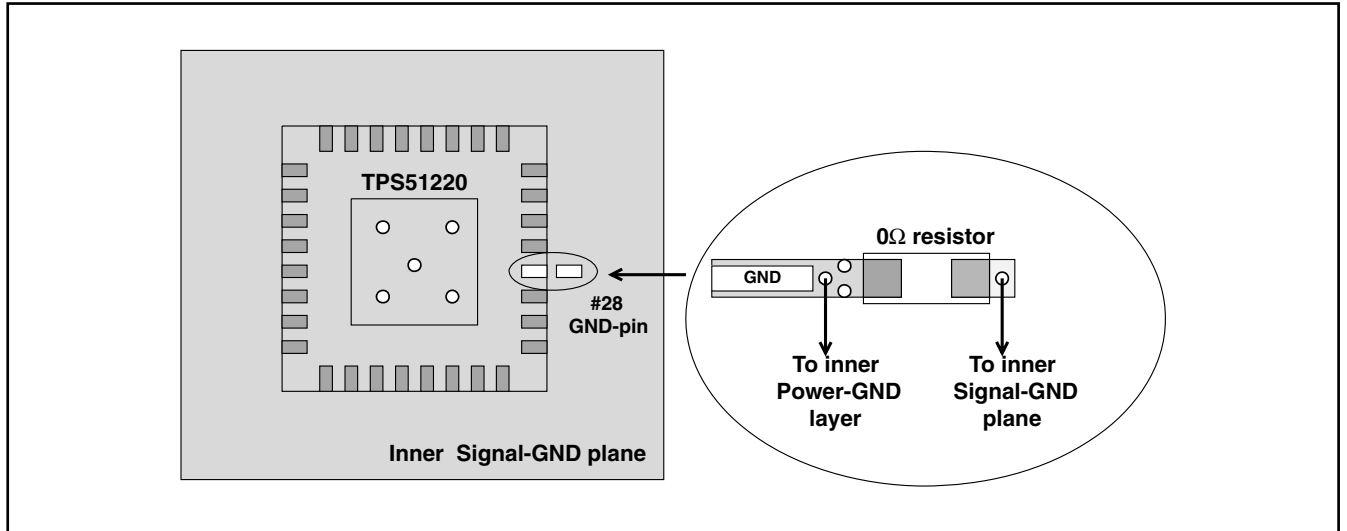 TPS51220
#28
GND-pin
Inner Signal-GND plane
0Ω resistor
GND
To inner
Power-GND
layer
To inner
Signal-GND
plane